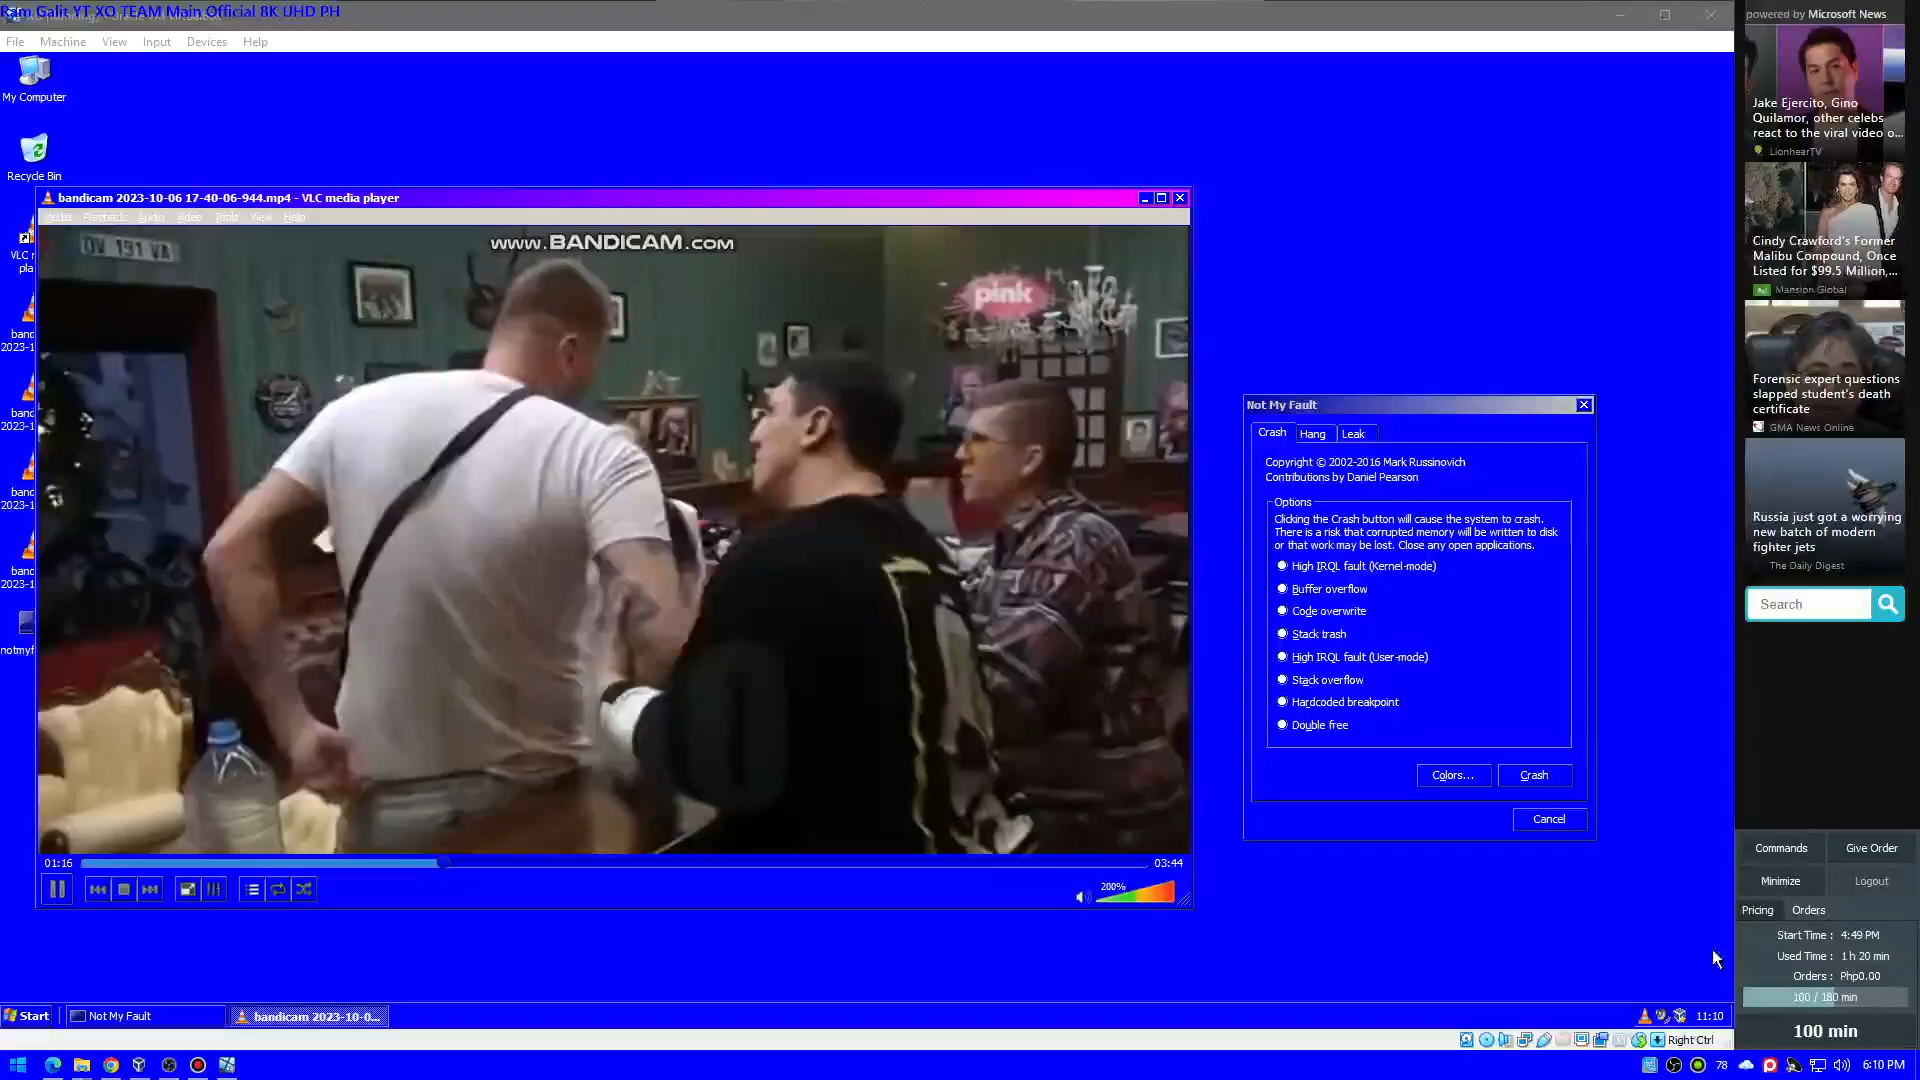 Ram Galit YT XO TEAM Main Official 8K UHD PH
File Machine View Input Devices Help
My Computer
Recycle Bin
bandicam 2023-10-06 17-40-06-944.mp4 - VLC media player
Media Playback Audio Video Tools View Help
www.BANDICAM.com
pink
01:16
03:44
200%
Not My Fault
Crash Hang Leak
Copyright © 2002-2016 Mark Russinovich
Contributions by Daniel Pearson
Options
Clicking the Crash button will cause the system to crash.
There is a risk that corrupted memory will be written to disk
or that work may be lost. Close any open applications.
High IRQL fault (Kernel-mode)
Buffer overflow
Code overwrite
Stack trash
High IRQL fault (User-mode)
Stack overflow
Hardcoded breakpoint
Double free
Colors... Crash
Cancel
Start Not My Fault bandicam 2023-10-0...
11:10
Right Ctrl
powered by Microsoft News
Jake Ejercito, Gino
Quilamor, other celebs
react to the viral video o...
LionhearTV
Cindy Crawford's Former
Malibu Compound, Once
Listed for $99.5 Million,...
Mansion Global
Forensic expert questions
slapped student's death
certificate
GMA News Online
Russia just got a worrying
new batch of modern
fighter jets
The Daily Digest
Search
Commands Give Order
Minimize Logout
Pricing Orders
Start Time : 4:49 PM
Used Time : 1 h 20 min
Orders : Php0.00
100 / 180 min
100 min
78
6:10 PM